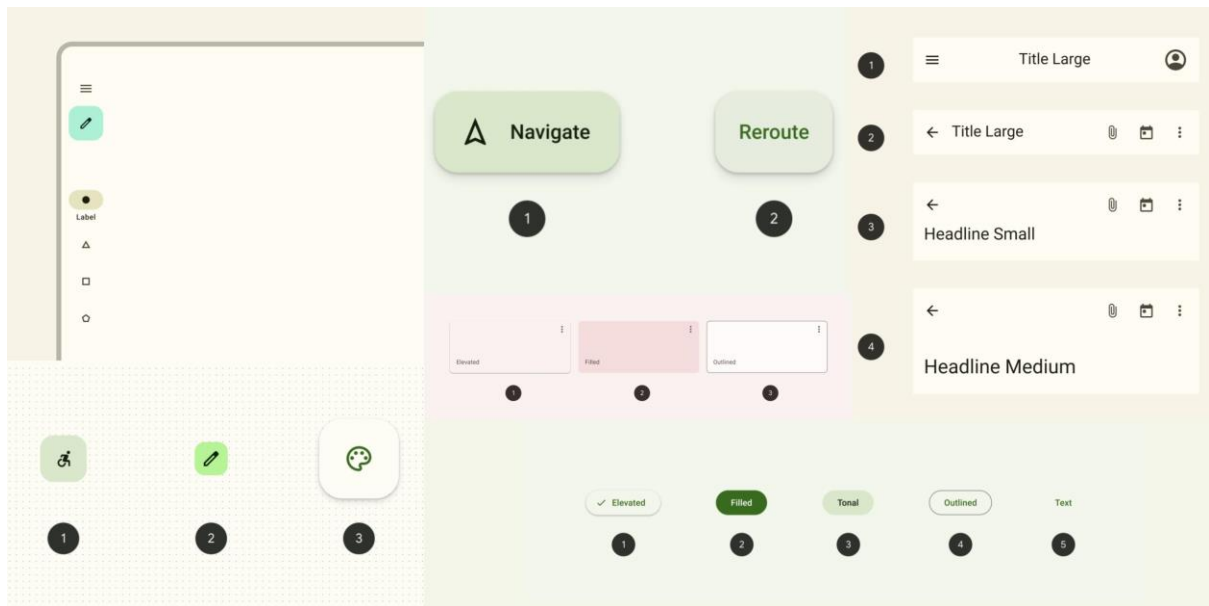 Label
1
2
3
Navigate
Reroute
1
2
Elevated
Filled
Outlined
1
2
3
1
Title Large
2
Title Large
3
Headline Small
4
Headline Medium
Elevated
Filled
Tonal
Outlined
Text
1
2
3
4
5